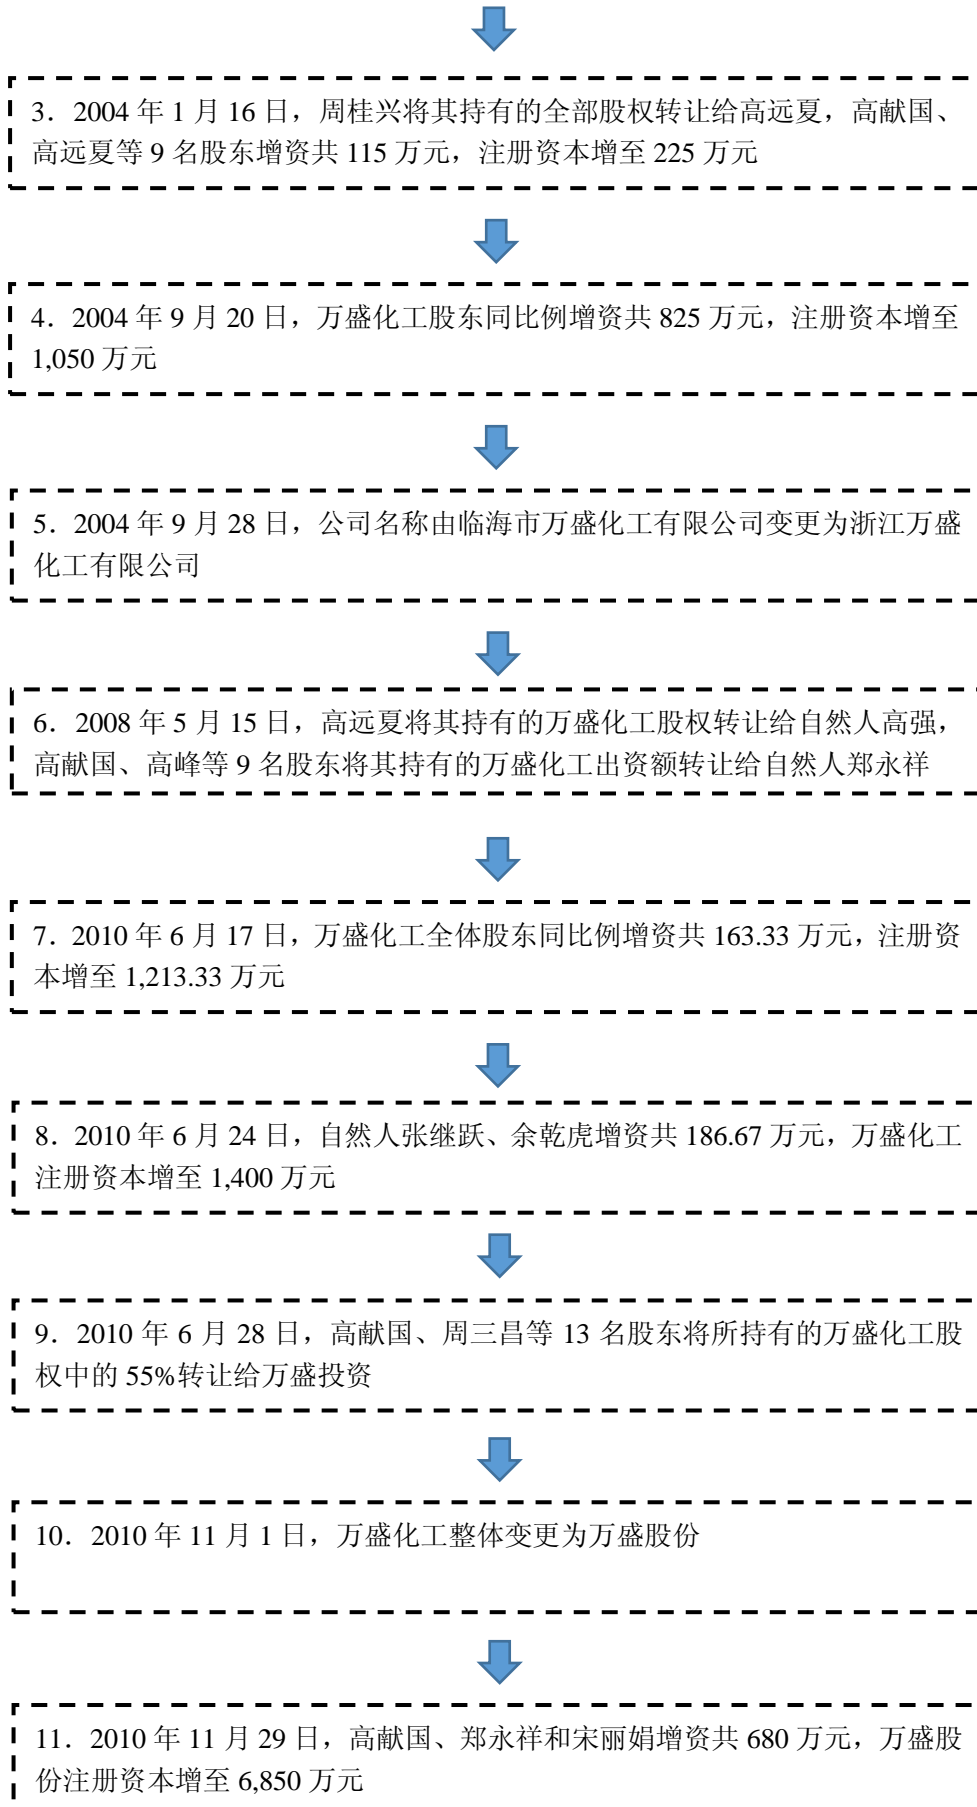 3．2004 年 1 月 16 日，周桂兴将其持有的全部股权转让给高远夏，高献国、
高远夏等 9 名股东增资共 115 万元，注册资本增至 225 万元
4．2004 年 9 月 20 日，万盛化工股东同比例增资共 825 万元，注册资本增至
1,050 万元
5．2004 年 9 月 28 日，公司名称由临海市万盛化工有限公司变更为浙江万盛
化工有限公司
6．2008 年 5 月 15 日，高远夏将其持有的万盛化工股权转让给自然人高强，
高献国、高峰等 9 名股东将其持有的万盛化工出资额转让给自然人郑永祥
7．2010 年 6 月 17 日，万盛化工全体股东同比例增资共 163.33 万元，注册资
本增至 1,213.33 万元
8．2010 年 6 月 24 日，自然人张继跃、余乾虎增资共 186.67 万元，万盛化工
注册资本增至 1,400 万元
9．2010 年 6 月 28 日，高献国、周三昌等 13 名股东将所持有的万盛化工股
权中的 55%转让给万盛投资
10．2010 年 11 月 1 日，万盛化工整体变更为万盛股份
11．2010 年 11 月 29 日，高献国、郑永祥和宋丽娟增资共 680 万元，万盛股
份注册资本增至 6,850 万元